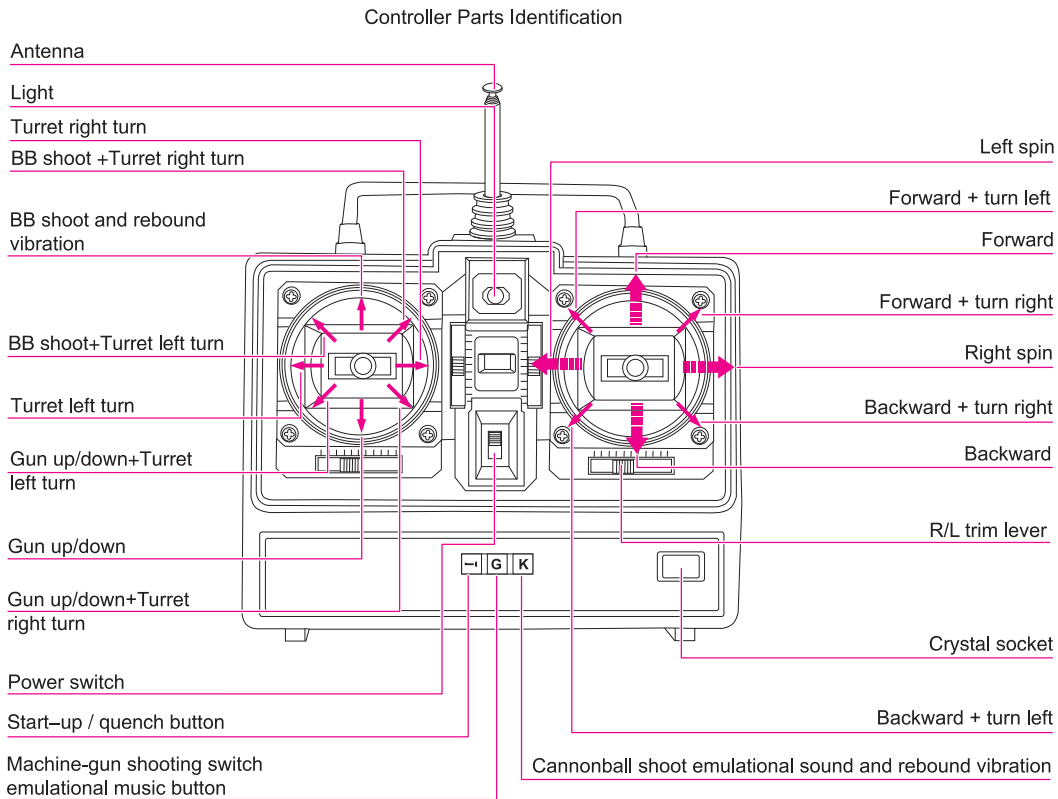 Controller Parts Identification
Antenna
Light
Turret right turn
BB shoot +Turret right turn
BB shoot and rebound
vibration
BB shoot+Turret left turn
Turret left turn
Gun up/down+Turret
left turn
Gun up/down
Gun up/down+Turret
right turn
Power switch
Start–up / quench button
Machine-gun shooting switch
emulational music button
Left spin
Forward + turn left
Forward
Forward + turn right
Right spin
Backward + turn right
Backward
R/L trim lever
Crystal socket
Backward + turn left
Cannonball shoot emulational sound and rebound vibration
G K